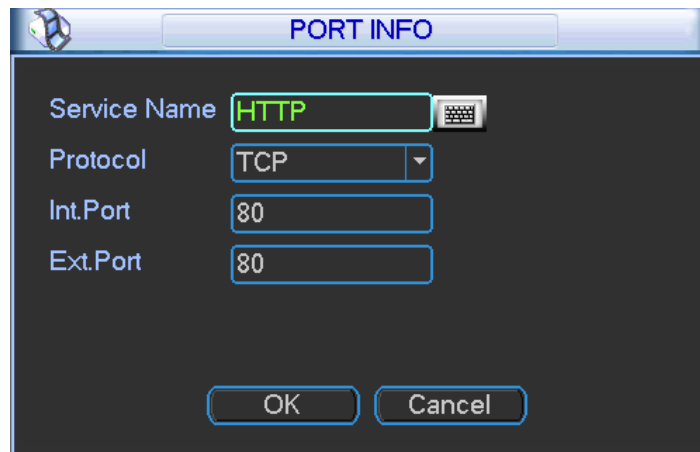 PORT INFO
Service Name HTTP
Protocol TCP
Int.Port 80
Ext.Port 80
OK Cancel